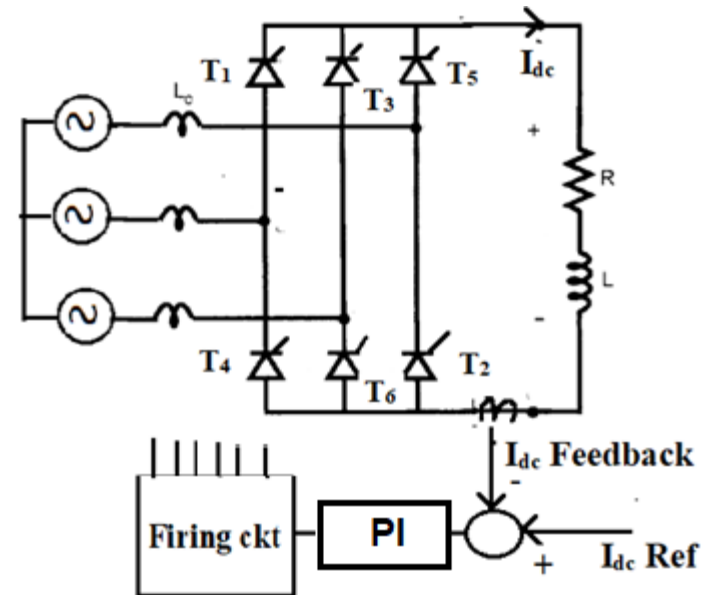 T1
T3
T5
Idc
Lc
+
-
R
L
-
T4
T6
T2
Idc Feedback
-
Firing ckt
PI
+
Idc Ref